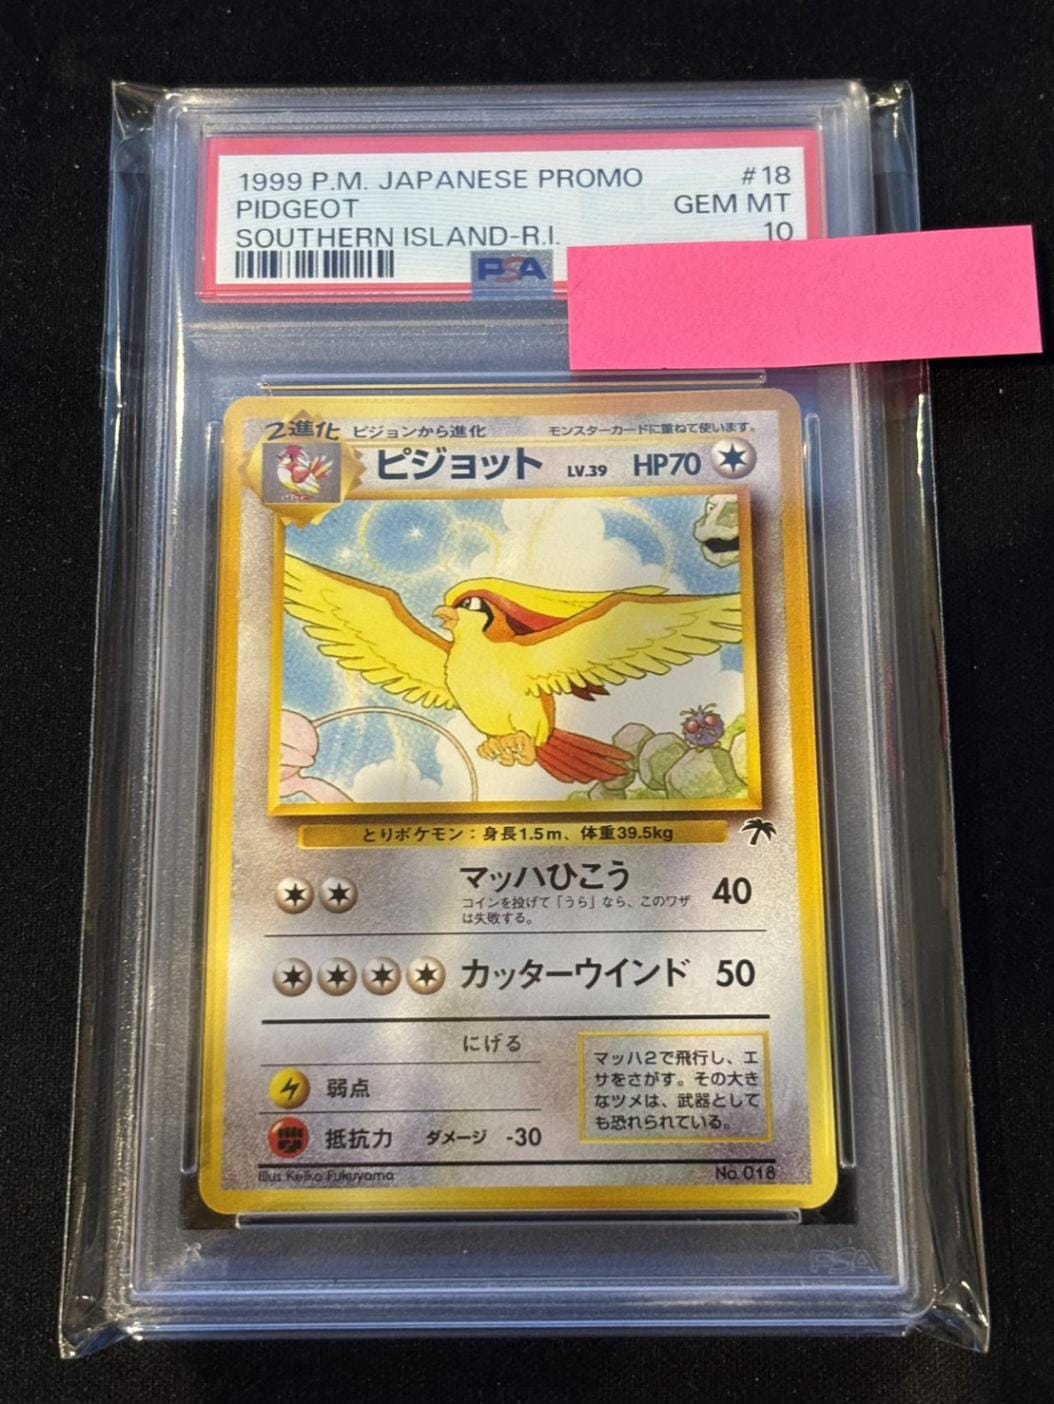 1999 P.M. JAPANESE PROMO #18
PIDGEOT GEM MT
SOUTHERN ISLAND-R.I. 10
PSA
2進化 ピジョンから進化 モンスターカードに重ねて使います。
ピジョット LV.39 HP70
とりポケモン：身長1.5m、体重39.5kg
マッハひこう 40
コインを投げて「うら」なら、このワザ
は失敗する。
カッターウインド 50
にげる
弱点
抵抗力 ダメージ -30
マッハ2で飛行し、エ
サをさがす。その大き
なツメは、武器として
も恐れられている。
Illus. Keiko Fukuyama No. 018
PSA